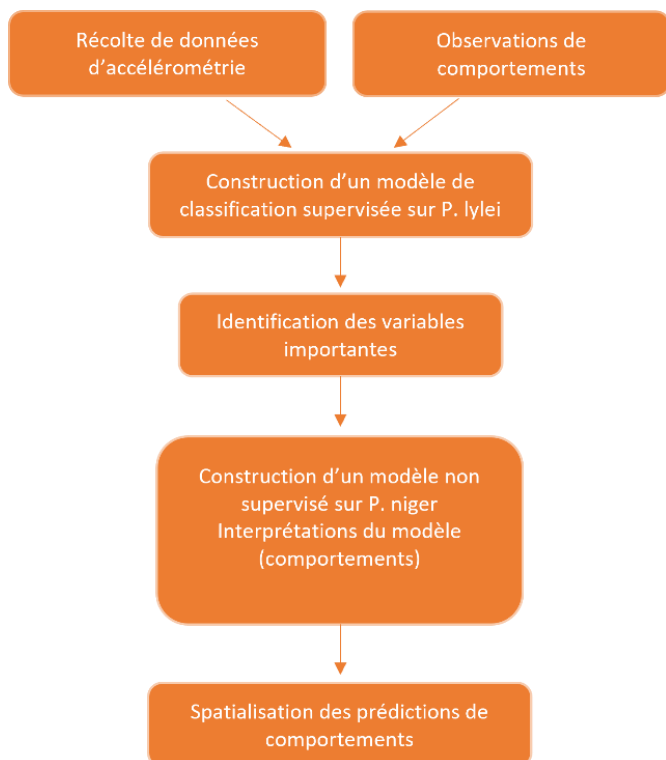 Récolte de données
d’accélérométrie
Observations de
comportements
Construction d’un modèle de
classification supervisée sur P. lylei
Identification des variables
importantes
Construction d’un modèle non
supervisé sur P. niger
Interprétations du modèle
(comportements)
Spatialisation des prédictions de
comportements